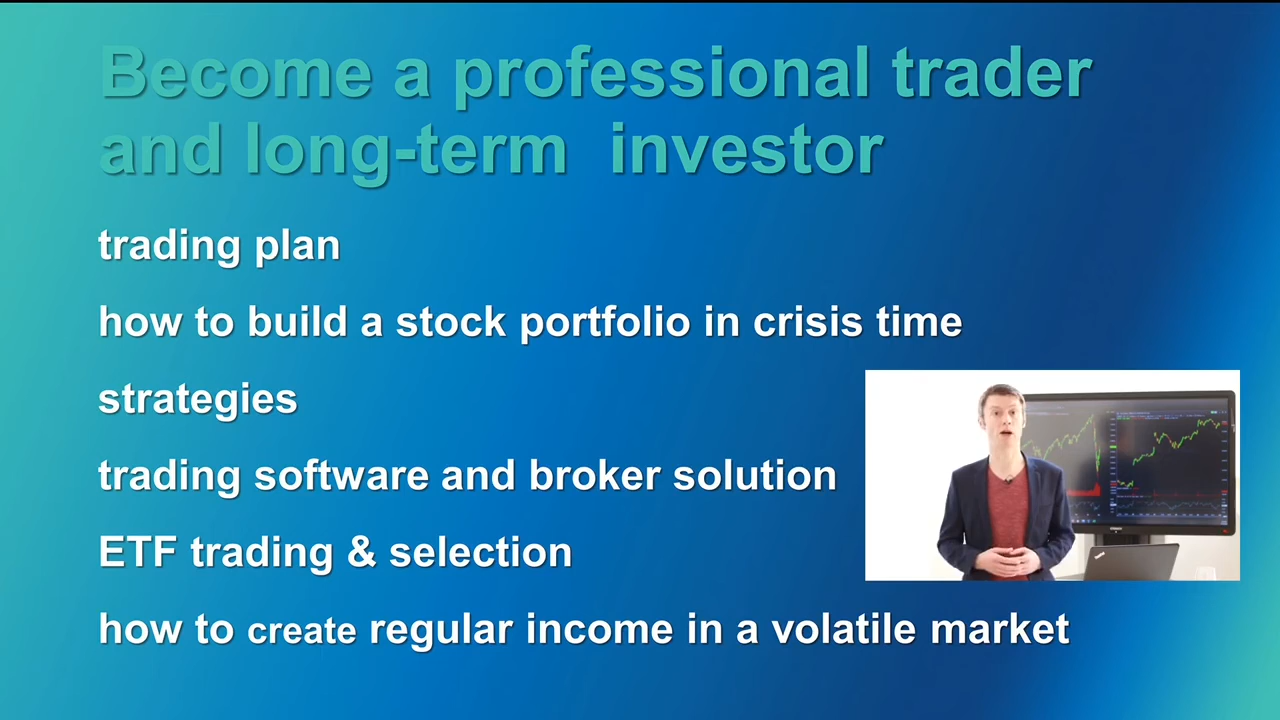 Become a professional trader
and long-term investor
trading plan
how to build a stock portfolio in crisis time
strategies
trading software and broker solution
ETF trading & selection
how to create regular income in a volatile market